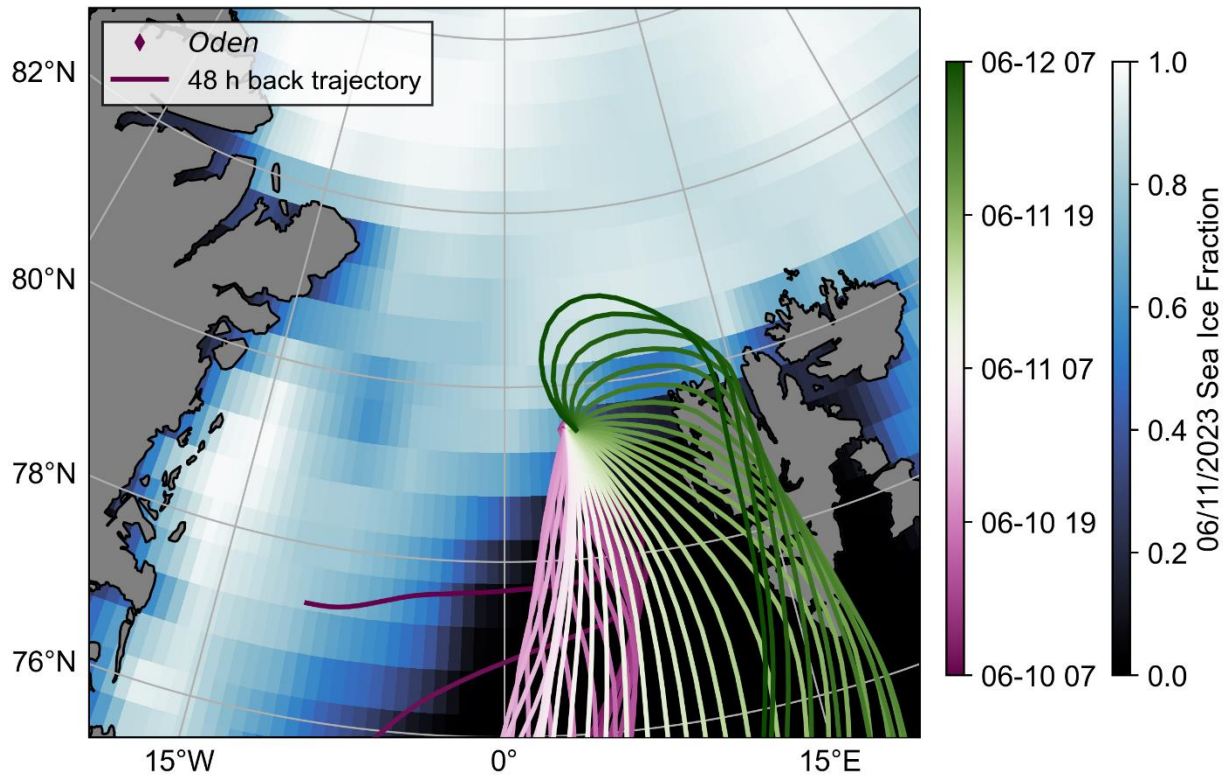 Oden
48 h back trajectory
82°N
80°N
78°N
76°N
15°W
0°
15°E
06-12 07
06-11 19
06-11 07
06-10 19
06-10 07
1.0
0.8
0.6
0.4
0.2
0.0
06/11/2023 Sea Ice Fraction